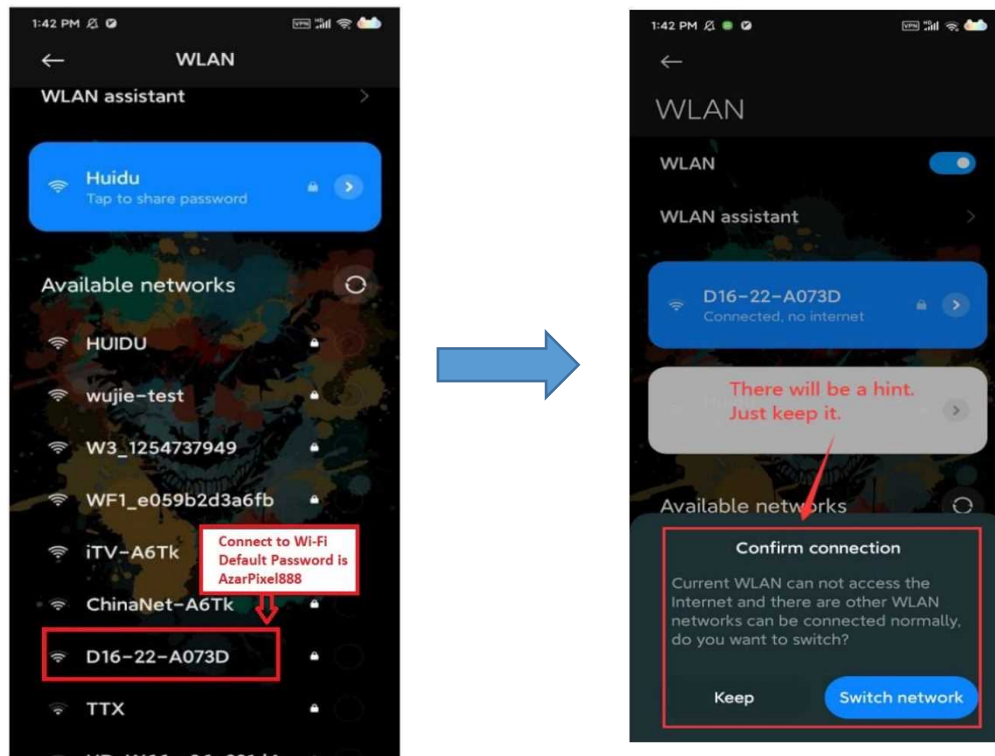 1:42 PM
VPN HD
WLAN
WLAN assistant
Huidu
Tap to share password
Available networks
HUIDU
wujie-test
W3_1254737949
WF1_e059b2d3a6fb
iTV-A6Tk
Connect to Wi-Fi
Default Password is
AzarPixel888
ChinaNet-A6Tk
D16-22-A073D
TTX
1:42 PM
VPN HD
WLAN
WLAN
WLAN assistant
D16-22-A073D
Connected, no internet
There will be a hint.
Just keep it.
Available networks
Confirm connection
Current WLAN can not access the
Internet and there are other WLAN
networks can be connected normally,
do you want to switch?
Keep
Switch network